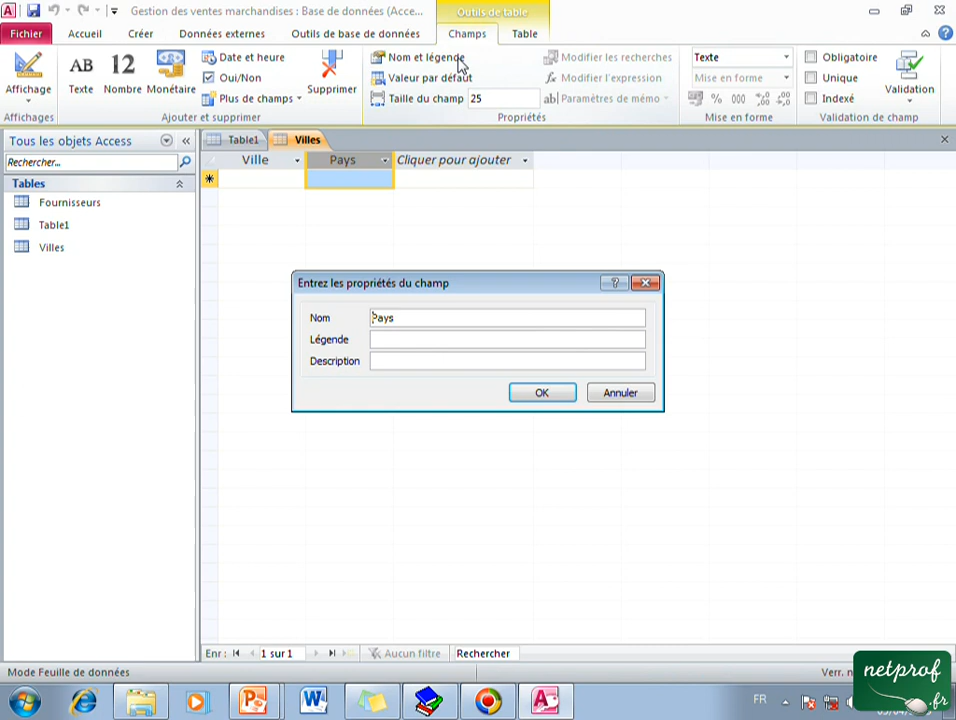 Gestion des ventes marchandises : Base de données (Acce...
Outils de table
Fichier
Accueil
Créer
Données externes
Outils de base de données
Champs
Table
Affichage
Affichages
AB
Texte
12
Nombre
Monétaire
Date et heure
Oui/Non
Plus de champs
Supprimer
Ajouter et supprimer
Nom et légende
Valeur par défaut
Taille du champ 25
Modifier les recherches
Modifier l'expression
Paramètres de mémo
Propriétés
Texte
Mise en forme
% 000
Mise en forme
Obligatoire
Unique
Indexé
Validation
Validation de champ
Tous les objets Access
Rechercher...
Tables
Fournisseurs
Table1
Villes
Table1
Villes
Ville
Pays
Cliquer pour ajouter
Entrez les propriétés du champ
Nom
Pays
Légende
Description
OK
Annuler
Enr :
1 sur 1
Aucun filtre
Rechercher
Mode Feuille de données
Verr. n
FR
netprof
.fr